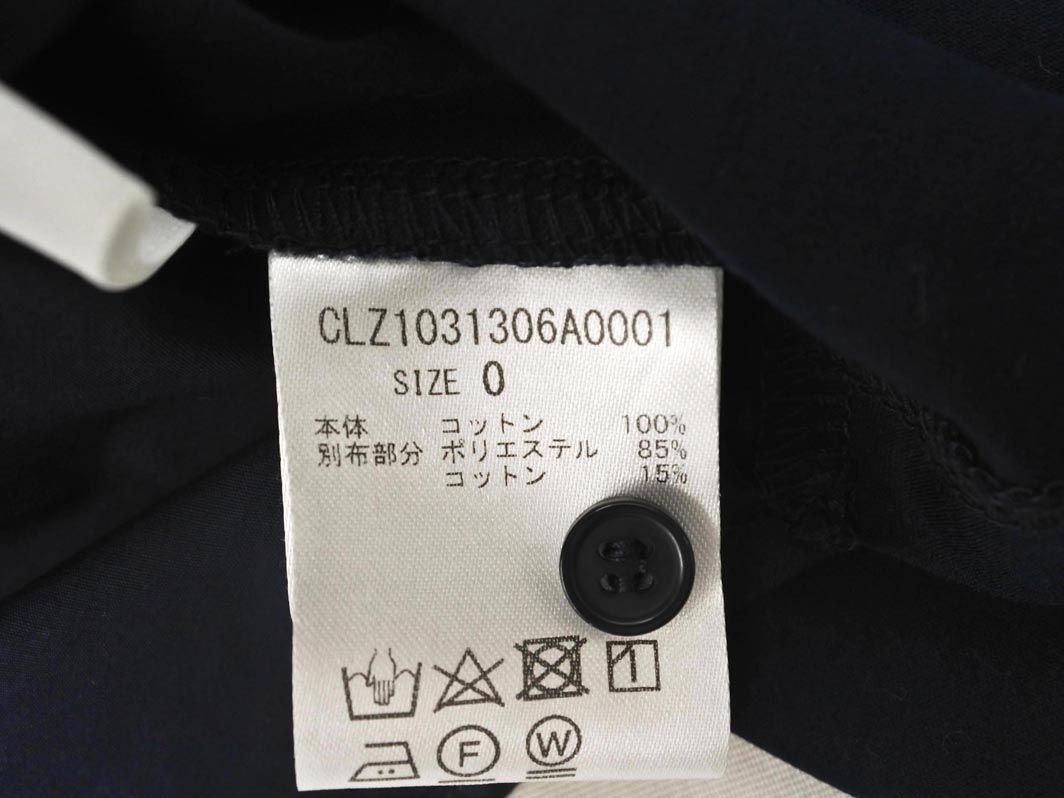 CLZ1031306A0001
SIZE 0
本体 コットン 100%
別布部分 ポリエステル 85%
コットン 15%
F W